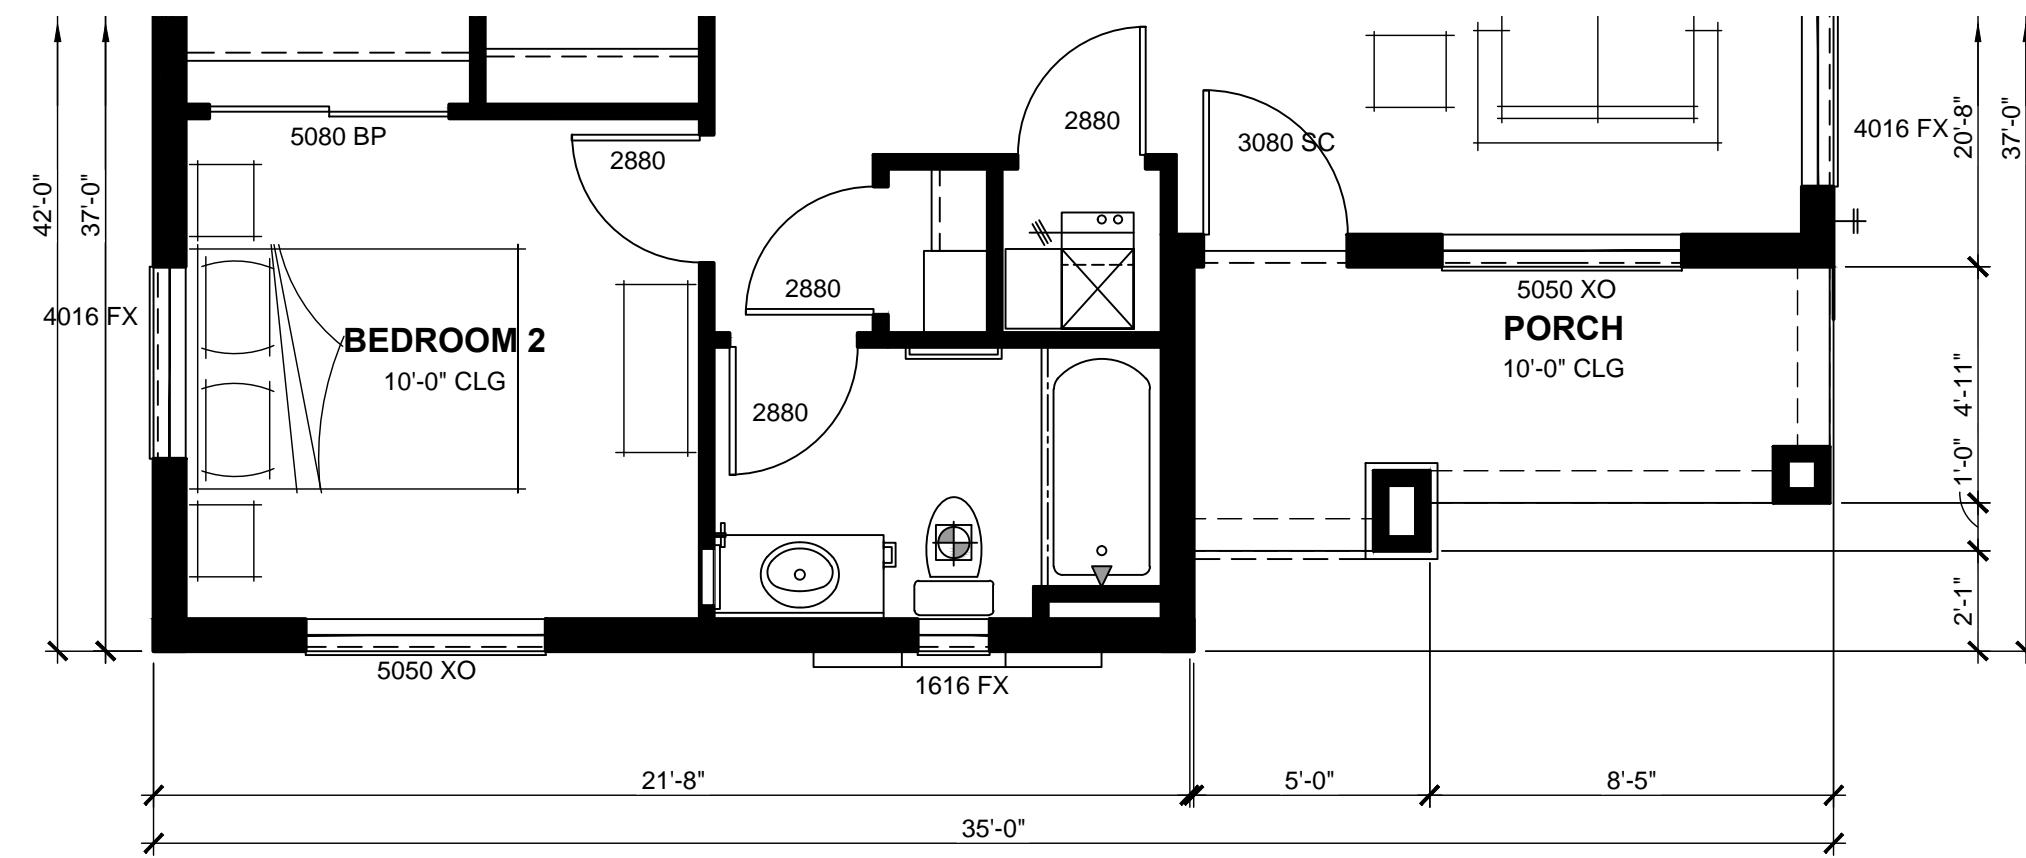 5080 BP
2880
2880
3080 SC
4016 FX
20'-8"
37'-0"
42'-0"
37'-0"
2880
4016 FX
BEDROOM 2
10'-0" CLG
5050 XO
PORCH
10'-0" CLG
2880
4'-11"
1'-0"
2'-1"
5050 XO
1616 FX
21'-8"
5'-0"
8'-5"
35'-0"